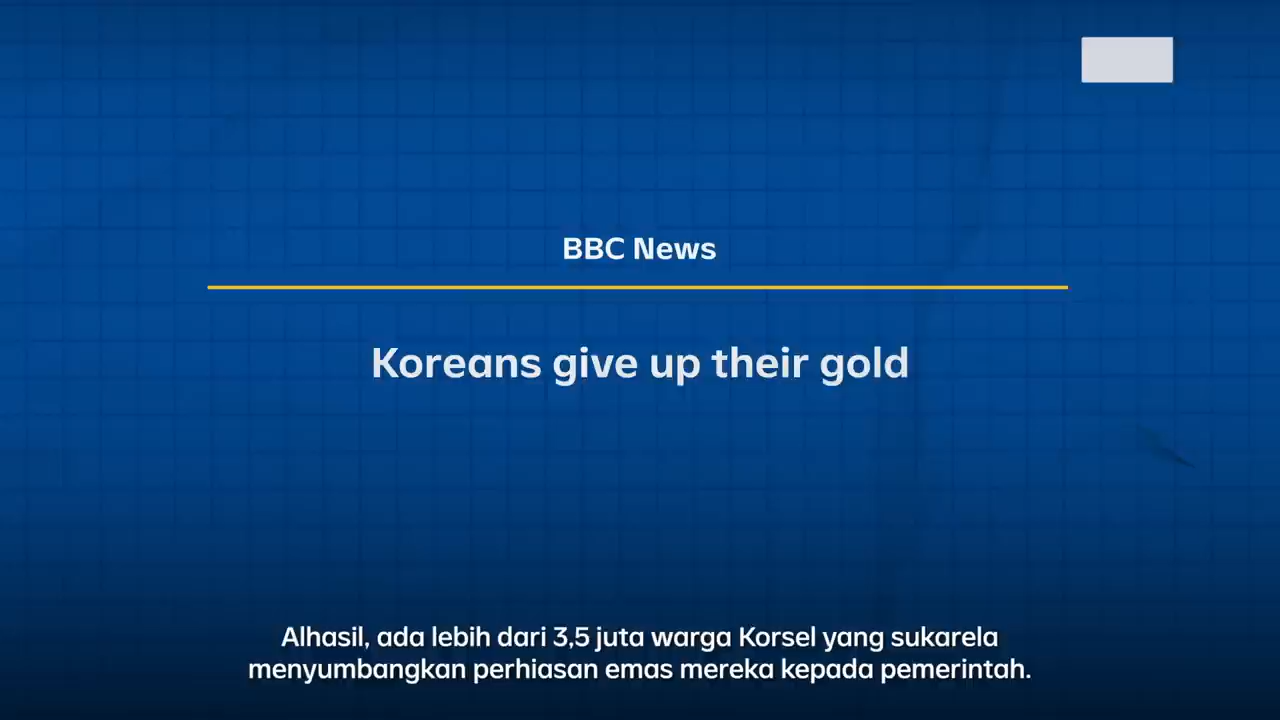 BBC News
Koreans give up their gold
Alhasil, ada lebih dari 3,5 juta warga Korsel yang sukarela
menyumbangkan perhiasan emas mereka kepada pemerintah.